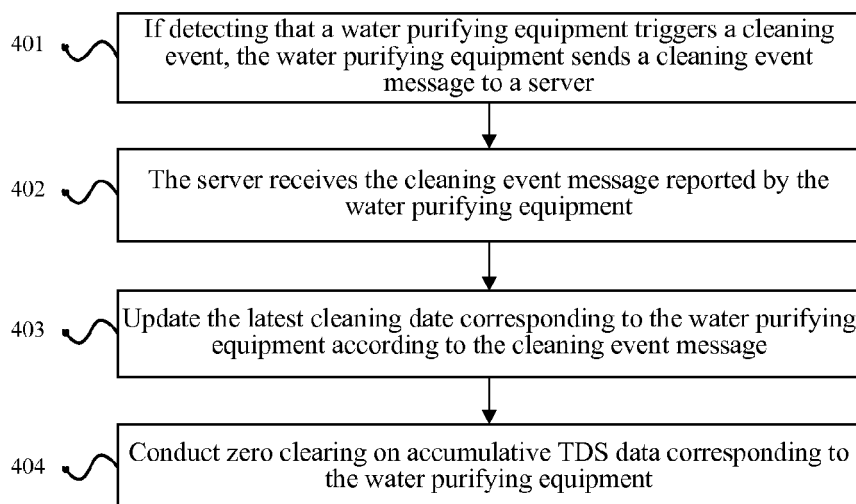 401
If detecting that a water purifying equipment triggers a cleaning
event, the water purifying equipment sends a cleaning event
message to a server
402
The server receives the cleaning event message reported by the
water purifying equipment
403
Update the latest cleaning date corresponding to the water purifying
equipment according to the cleaning event message
404
Conduct zero clearing on accumulative TDS data corresponding to
the water purifying equipment